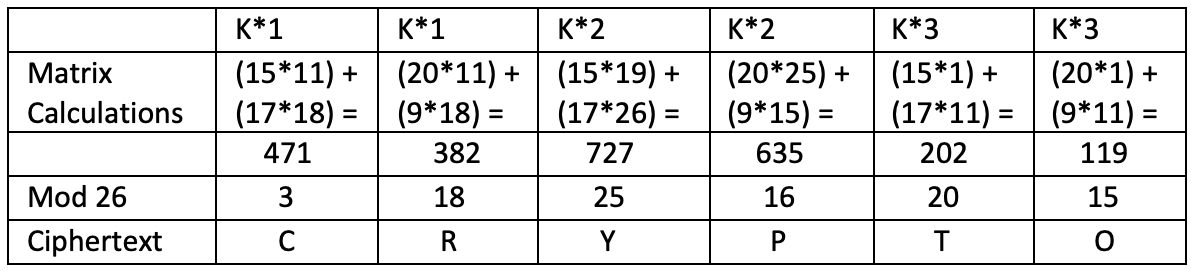 K*1 K*1 K*2 K*2 K*3 K*3
Matrix (15*11) + (20*11) + (15*19) + (20*25) + (15*1) + (20*1) +
Calculations (17*18) = (9*18) = (17*26) = (9*15) = (17*11) = (9*11) =
471 382 727 635 202 119
Mod 26 3 18 25 16 20 15
Ciphertext C R Y P T O